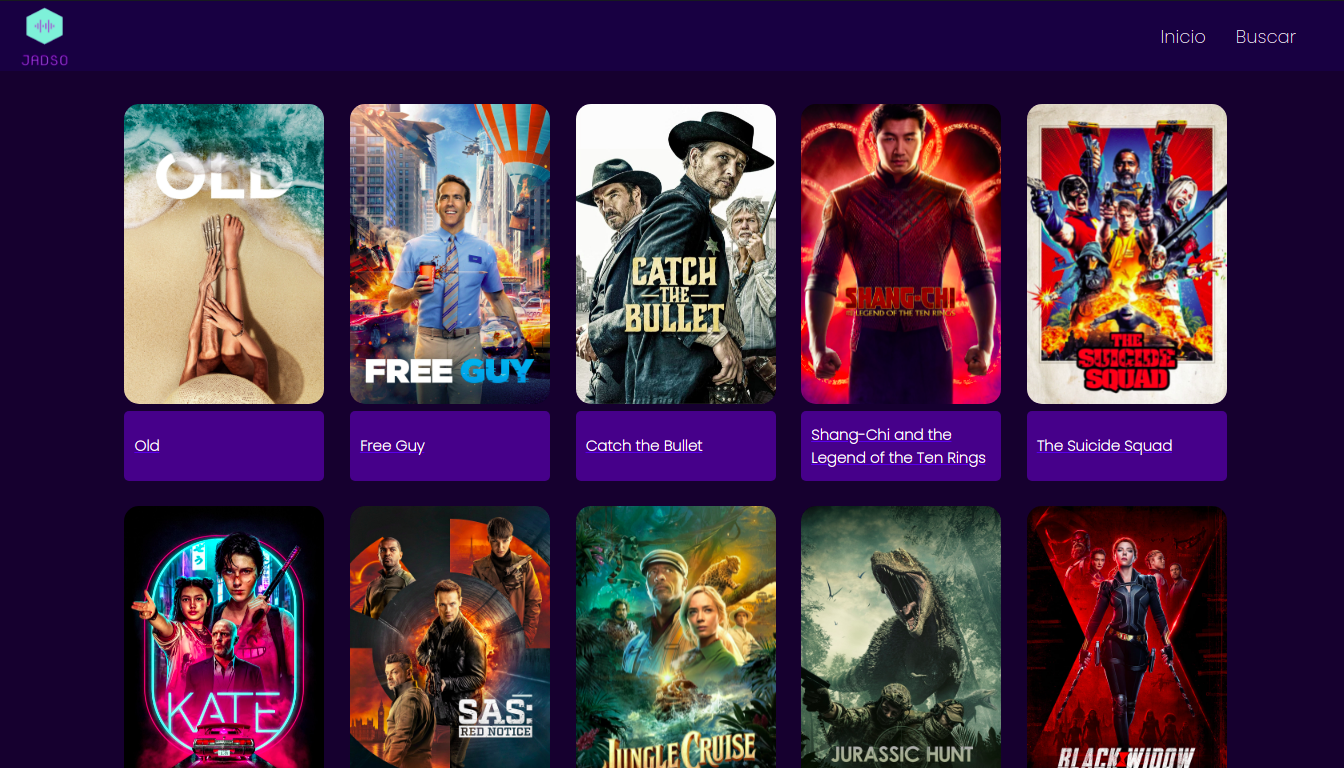 JADSO
Inicio
Buscar
OLD
FREE GUY
CATCH
THE
BULLET
SHANG-CHI
LEGEND OF THE TEN RINGS
THE
SUICIDE
SQUAD
Old
Free Guy
Catch the Bullet
Shang-Chi and the
Legend of the Ten Rings
The Suicide Squad
KATE
SAS:
RED NOTICE
JUNGLE CRUISE
JURASSIC HUNT
BLACK WIDOW